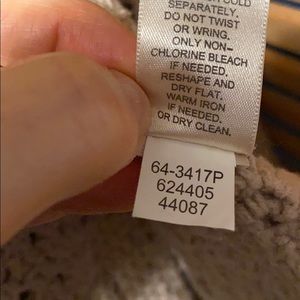 SEPARATELY.
DO NOT TWIST
OR WRING.
ONLY NON-
CHLORINE BLEACH
IF NEEDED.
RESHAPE AND
DRY FLAT.
WARM IRON
IF NEEDED.
OR DRY CLEAN.
64-3417P
624405
44087